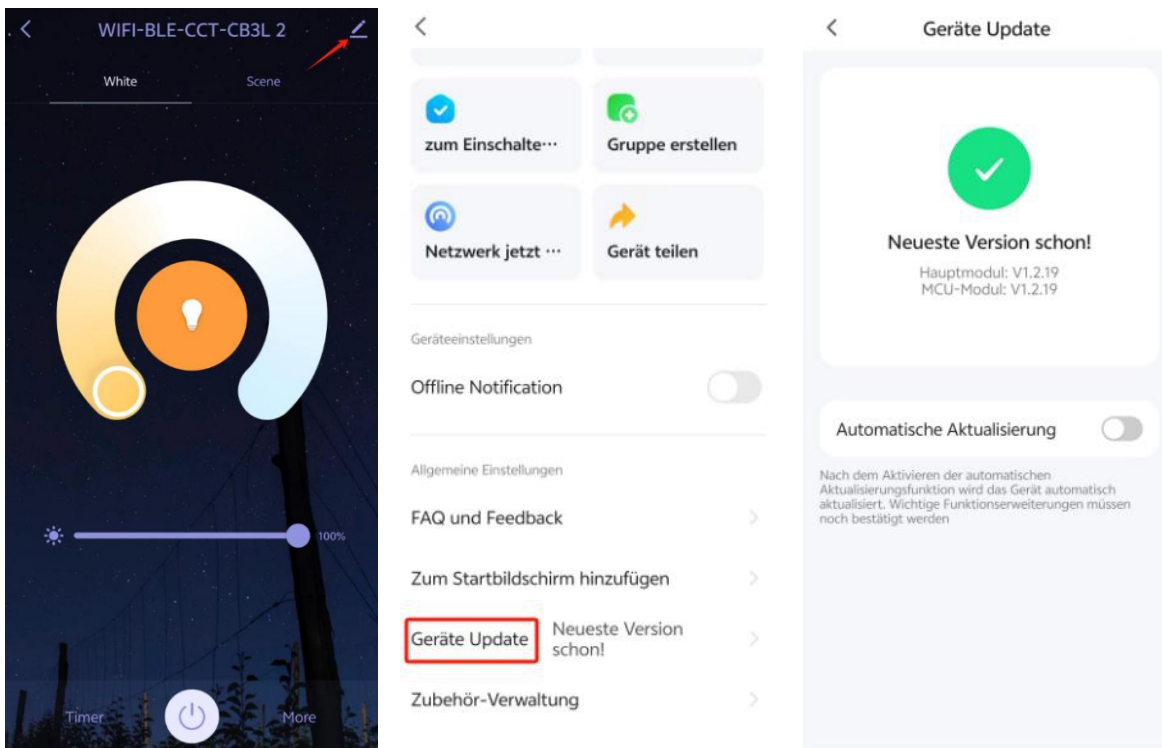 WIFI-BLE-CCT-CB3L 2
White
Scene
100%
Timer
More
zum Einschalte···
Gruppe erstellen
Netzwerk jetzt ···
Gerät teilen
Geräteeinstellungen
Offline Notification
Allgemeine Einstellungen
FAQ und Feedback
Zum Startbildschirm hinzufügen
Geräte Update
Neueste Version
schon!
Zubehör-Verwaltung
Geräte Update
Neueste Version schon!
Hauptmodul: V1.2.19
MCU-Modul: V1.2.19
Automatische Aktualisierung
Nach dem Aktivieren der automatischen
Aktualisierungsfunktion wird das Gerät automatisch
aktualisiert. Wichtige Funktionserweiterungen müssen
noch bestätigt werden